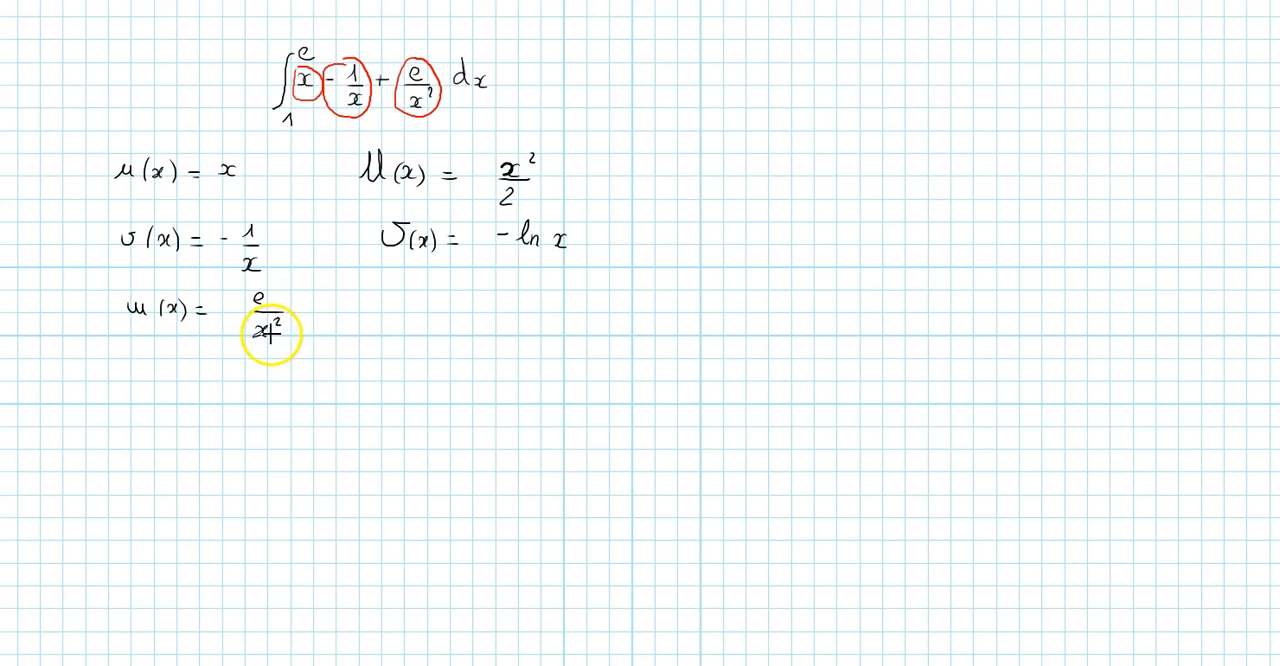 ∫₁ᵉ x - 1/x + e/x² dx
u(x) = x U(x) = x²/2
v(x) = - 1/x V(x) = - ln x
w(x) = e/x²